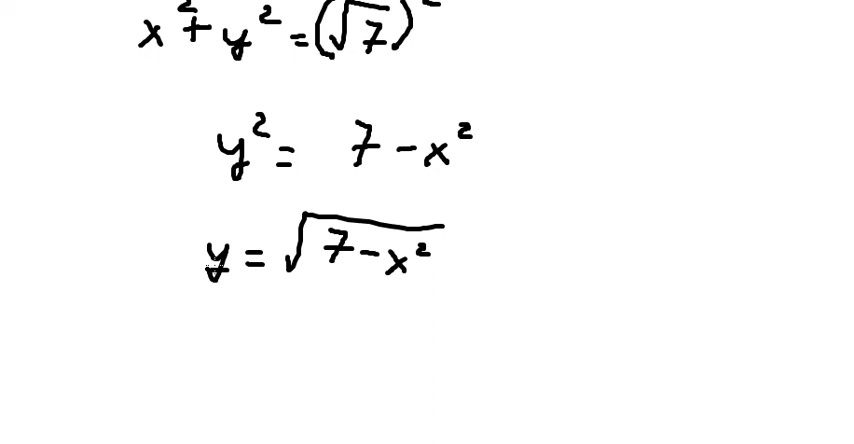 x² + y² = (√7)²
y² = 7 - x²
y = √(7 - x²)